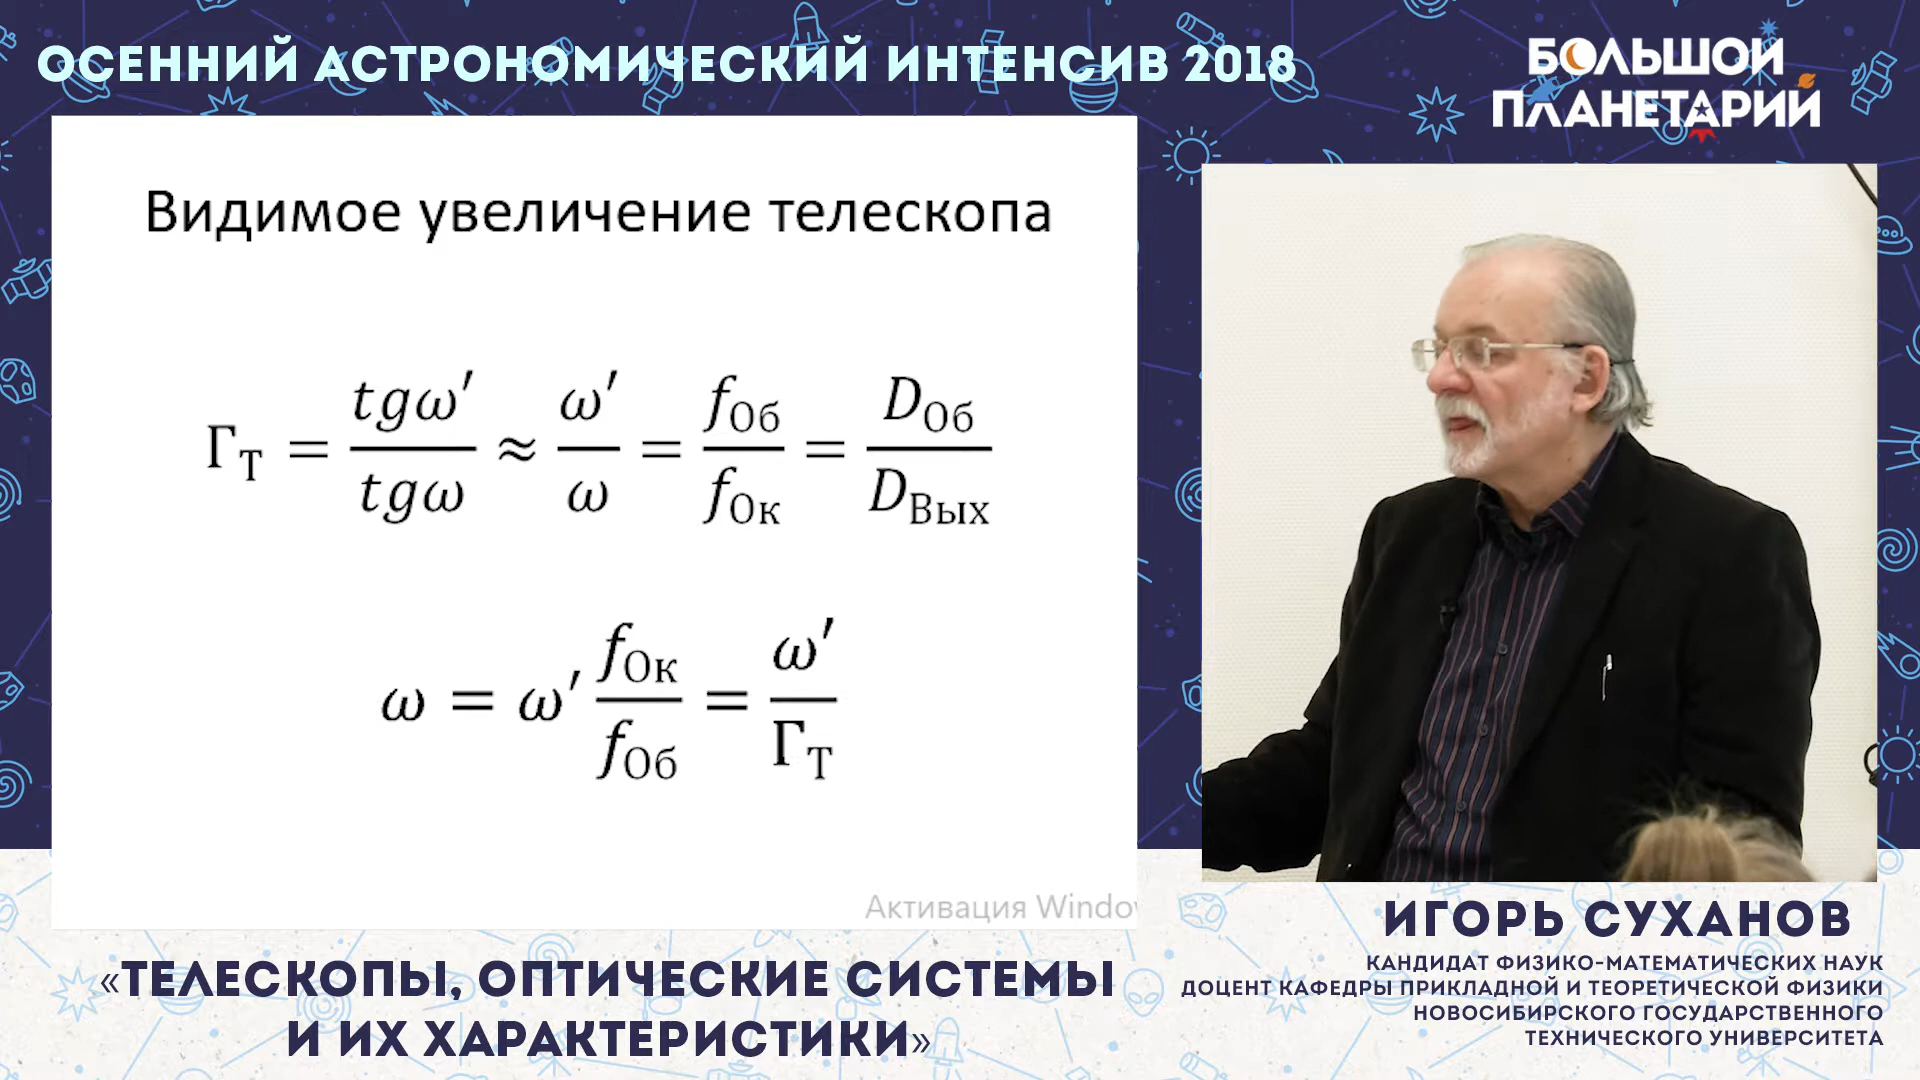 ОСЕННИЙ АСТРОНОМИЧЕСКИЙ ИНТЕНСИВ 2018
БОЛЬШОЙ
ПЛАНЕТАРИЙ
Видимое увеличение телескопа
Γ_Т = tgω′ / tgω ≈ ω′ / ω = f_Об / f_Ок = D_Об / D_Вых
ω = ω′ f_Ок / f_Об = ω′ / Γ_Т
Активация Windo
«ТЕЛЕСКОПЫ, ОПТИЧЕСКИЕ СИСТЕМЫ
И ИХ ХАРАКТЕРИСТИКИ»
ИГОРЬ СУХАНОВ
КАНДИДАТ ФИЗИКО-МАТЕМАТИЧЕСКИХ НАУК
ДОЦЕНТ КАФЕДРЫ ПРИКЛАДНОЙ И ТЕОРЕТИЧЕСКОЙ ФИЗИКИ
НОВОСИБИРСКОГО ГОСУДАРСТВЕННОГО
ТЕХНИЧЕСКОГО УНИВЕРСИТЕТА